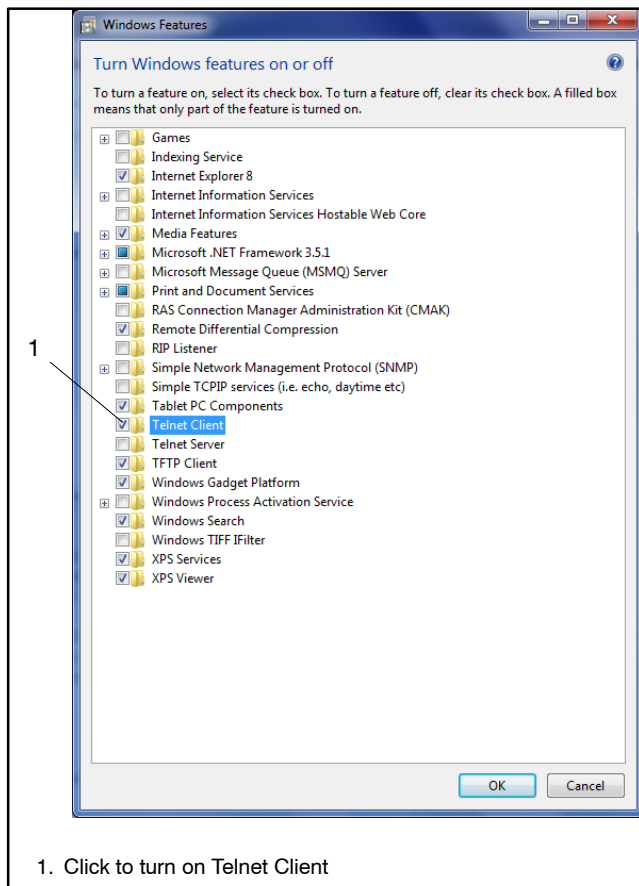 Windows Features
Turn Windows features on or off
To turn a feature on, select its check box. To turn a feature off, clear its check box. A filled box
means that only part of the feature is turned on.
Games
Indexing Service
Internet Explorer 8
Internet Information Services
Internet Information Services Hostable Web Core
Media Features
Microsoft .NET Framework 3.5.1
Microsoft Message Queue (MSMQ) Server
Print and Document Services
RAS Connection Manager Administration Kit (CMAK)
Remote Differential Compression
RIP Listener
1
Simple Network Management Protocol (SNMP)
Simple TCPIP services (i.e. echo, daytime etc)
Tablet PC Components
Telnet Client
Telnet Server
TFTP Client
Windows Gadget Platform
Windows Process Activation Service
Windows Search
Windows TIFF IFilter
XPS Services
XPS Viewer
OK Cancel
1. Click to turn on Telnet Client